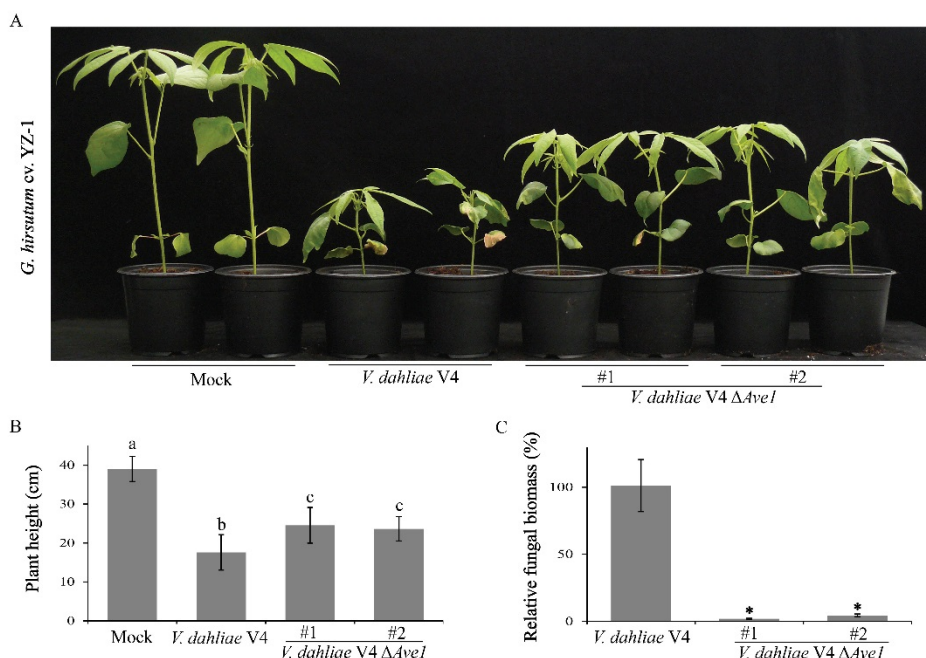 A
G. hirsutum cv. YZ-1
Mock
V. dahliae V4
#1
#2
V. dahliae V4 ΔAve1
B
Plant height (cm)
40
30
20
10
0
a
b
c
c
Mock
V. dahliae V4
#1
#2
V. dahliae V4 ΔAve1
C
Relative fungal biomass (%)
100
50
0
*
*
V. dahliae V4
#1
#2
V. dahliae V4 ΔAve1